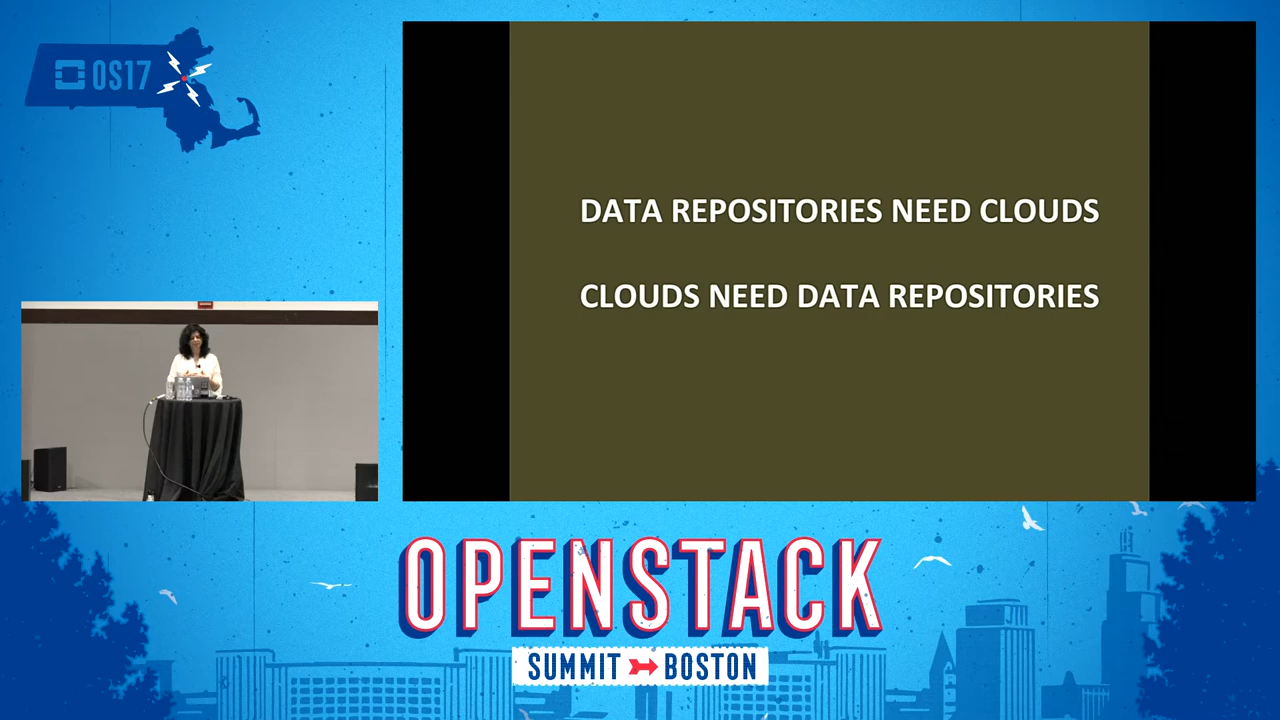 OS17
DATA REPOSITORIES NEED CLOUDS
CLOUDS NEED DATA REPOSITORIES
OPENSTACK
SUMMIT BOSTON